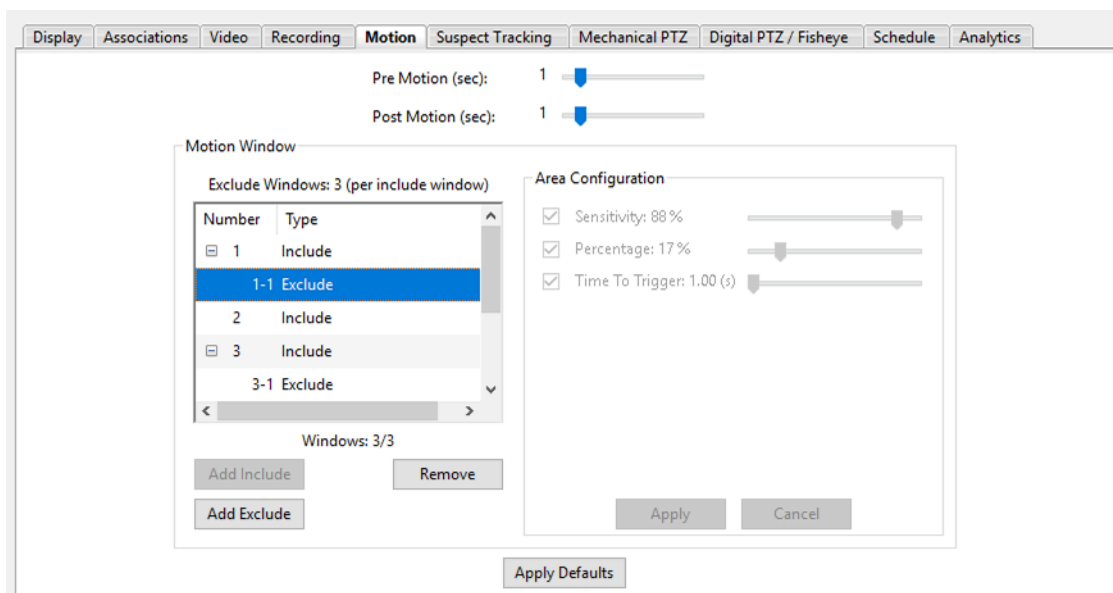 Display Associations Video Recording Motion Suspect Tracking Mechanical PTZ Digital PTZ / Fisheye Schedule Analytics
Pre Motion (sec): 1
Post Motion (sec): 1
Motion Window
Exclude Windows: 3 (per include window)
Number Type
1 Include
1-1 Exclude
2 Include
3 Include
3-1 Exclude
Windows: 3/3
Add Include Remove
Add Exclude
Area Configuration
Sensitivity: 88%
Percentage: 17%
Time To Trigger: 1.00 (s)
Apply Cancel
Apply Defaults